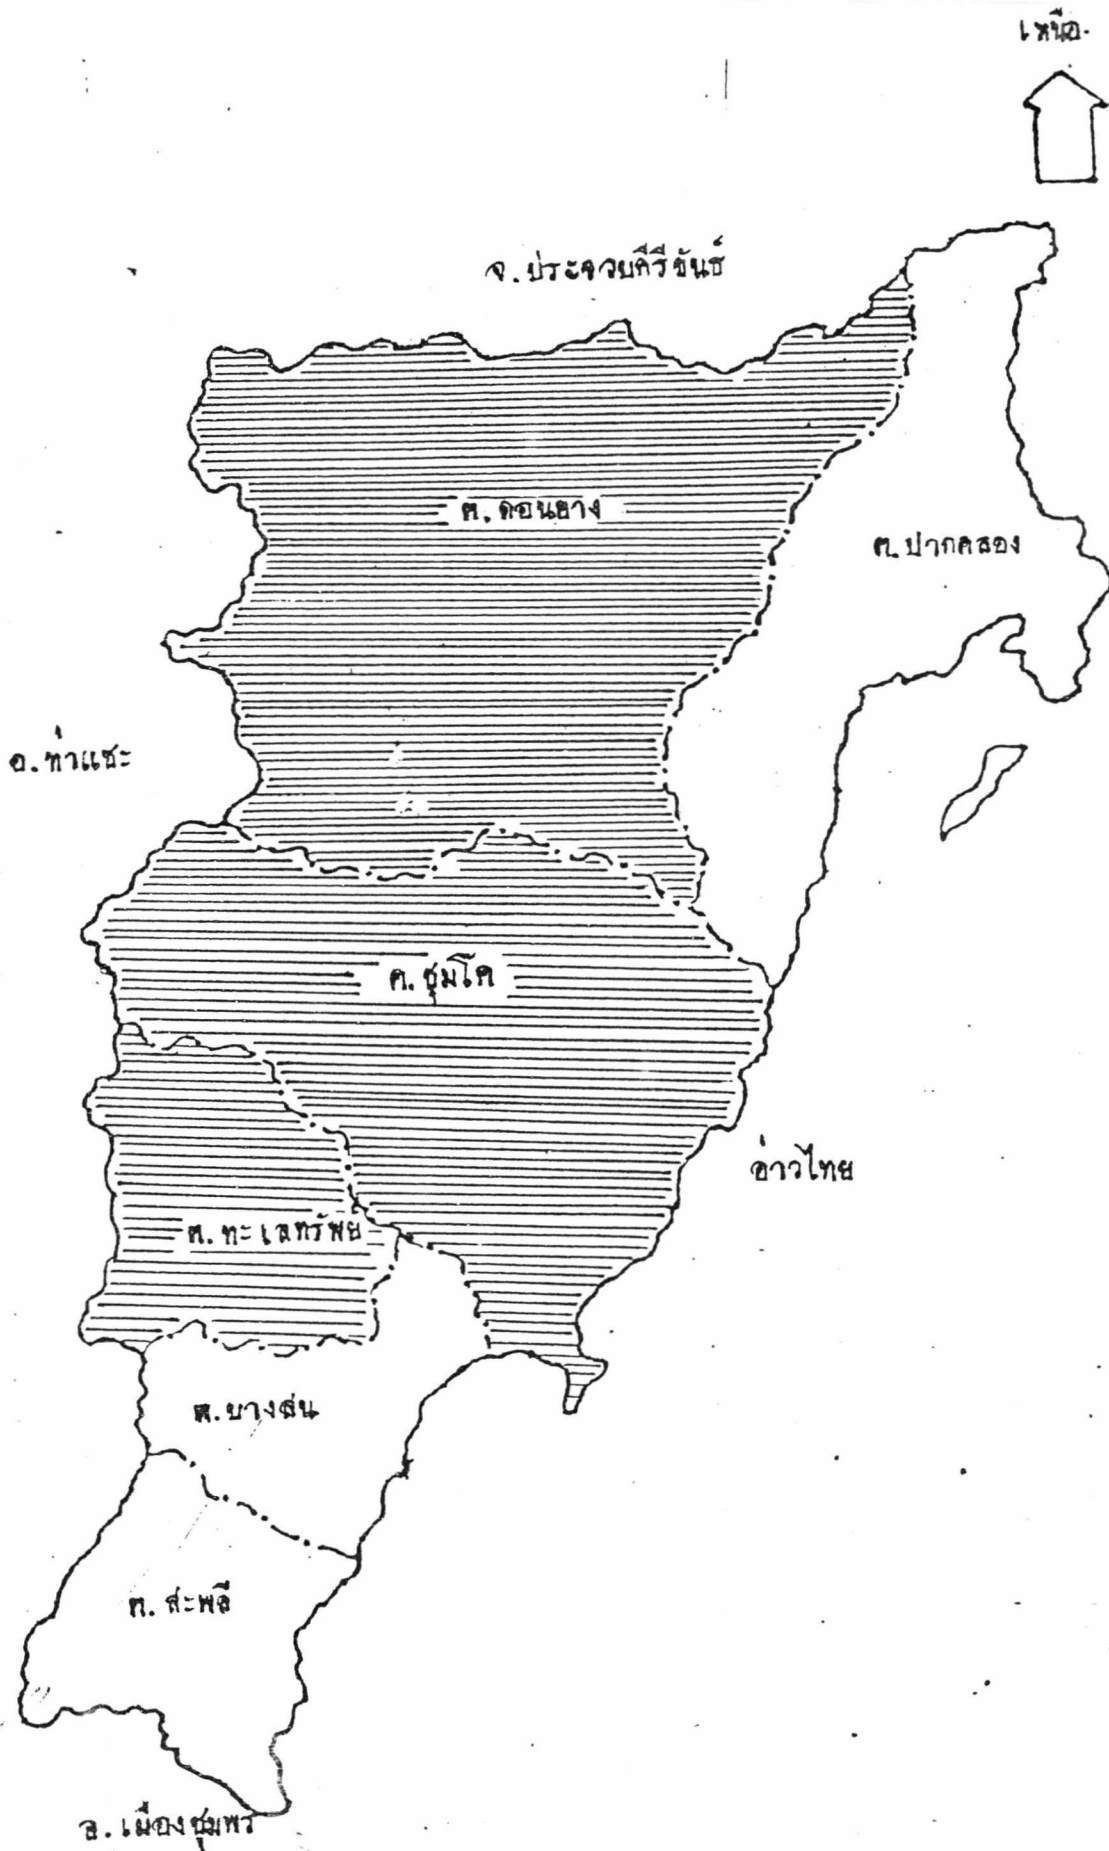 เหนือ
จ.ประจวบคีรีขันธ์
ต.ดอนยาง
ต.ปากคลอง
อ.ท่าแซะ
ต.ชุมโค
อ่าวไทย
ต.ทะเลทรัพย์
ต.บางสน
ต.สะพลี
อ.เมืองชุมพร